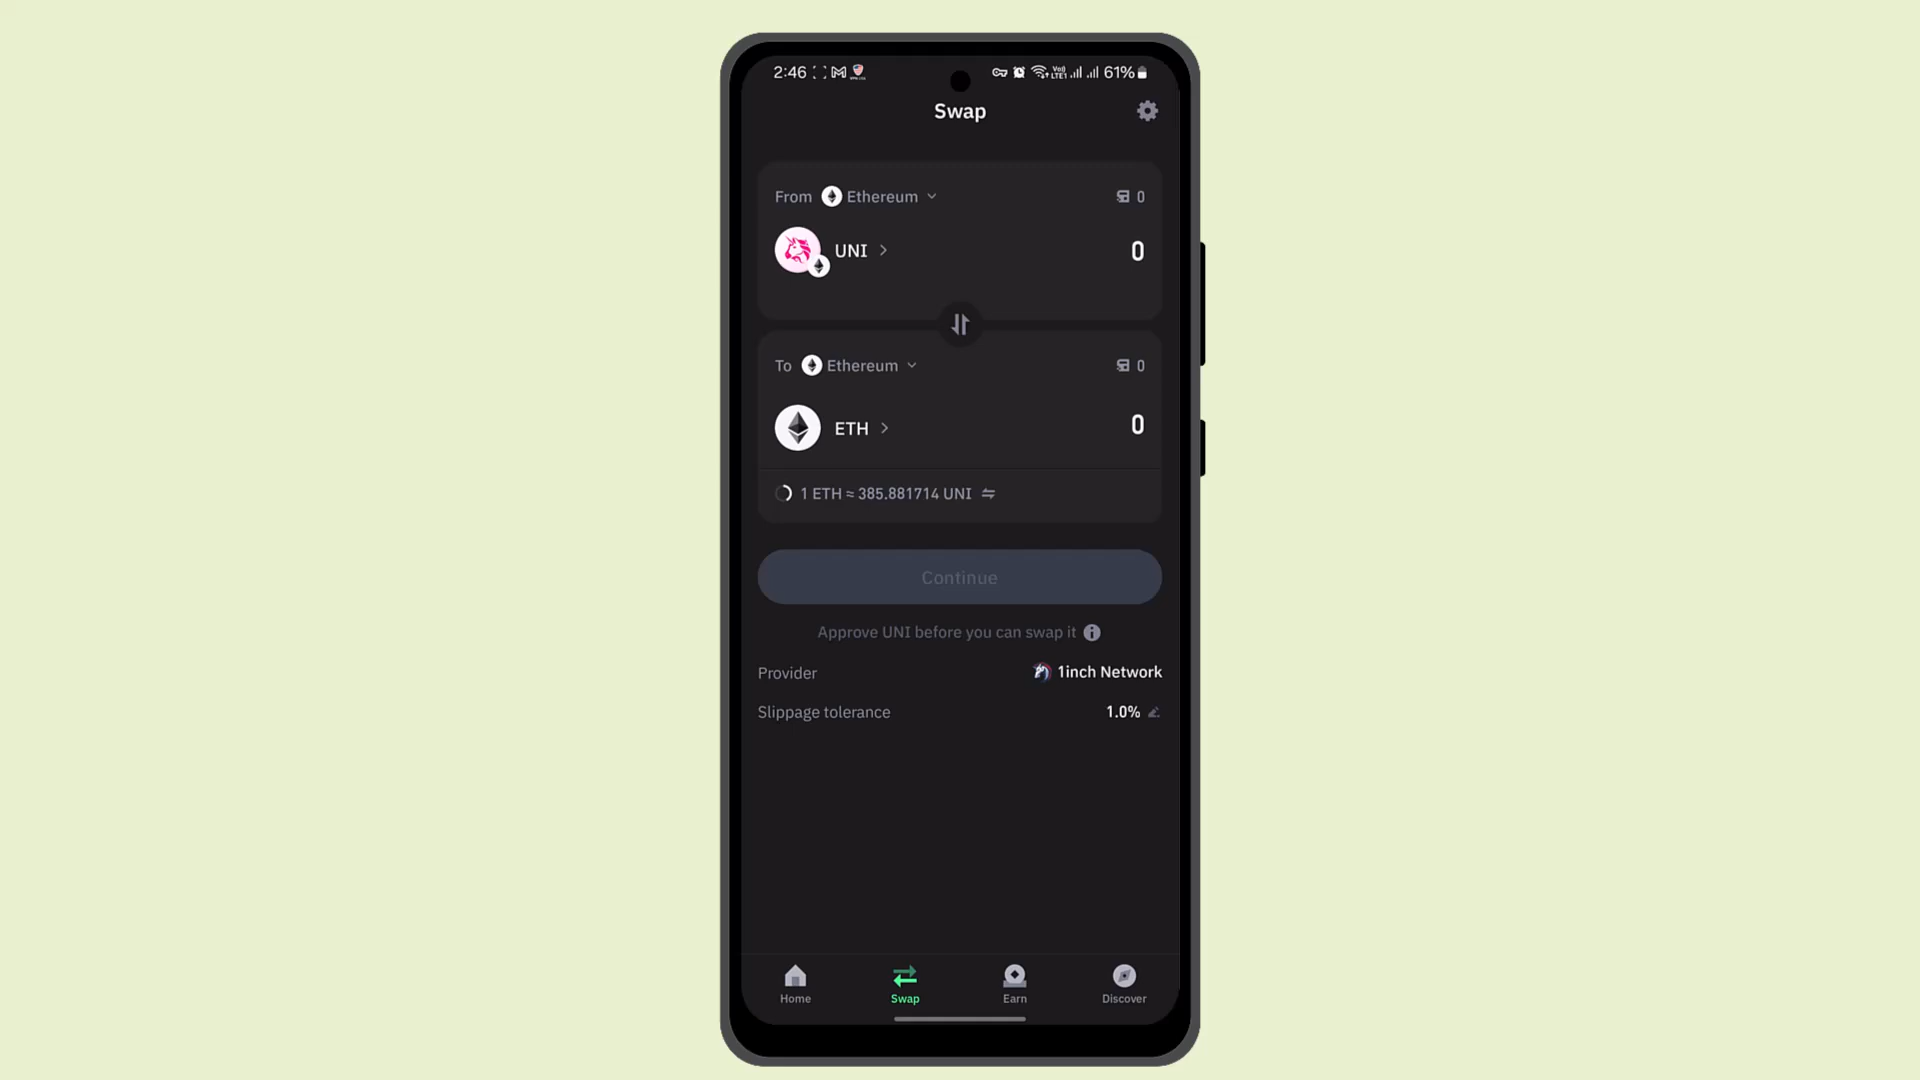 2:46 61%
Swap
From Ethereum 0
UNI 0
To Ethereum 0
ETH 0
1 ETH ≈ 385.881714 UNI
Continue
Approve UNI before you can swap it
Provider 1inch Network
Slippage tolerance 1.0%
Home Swap Earn Discover